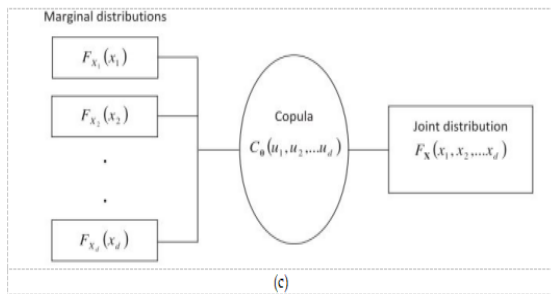 Marginal distributions
F_{X_1}(x_1)
F_{X_2}(x_2)
.
.
F_{X_d}(x_d)
Copula
C_θ(u_1,u_2,...u_d)
Joint distribution
F_X(x_1,x_2,...x_d)
(c)